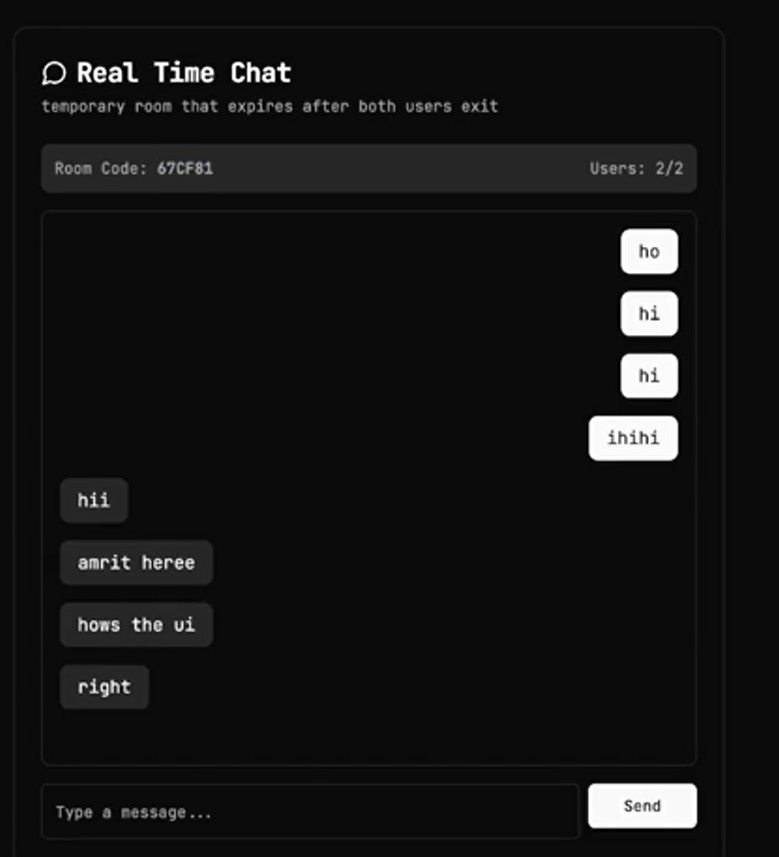 Real Time Chat
temporary room that expires after both users exit
Room Code: 67CF81 Users: 2/2
ho
hi
hi
ihihi
hii
amrit heree
hows the ui
right
Type a message...
Send